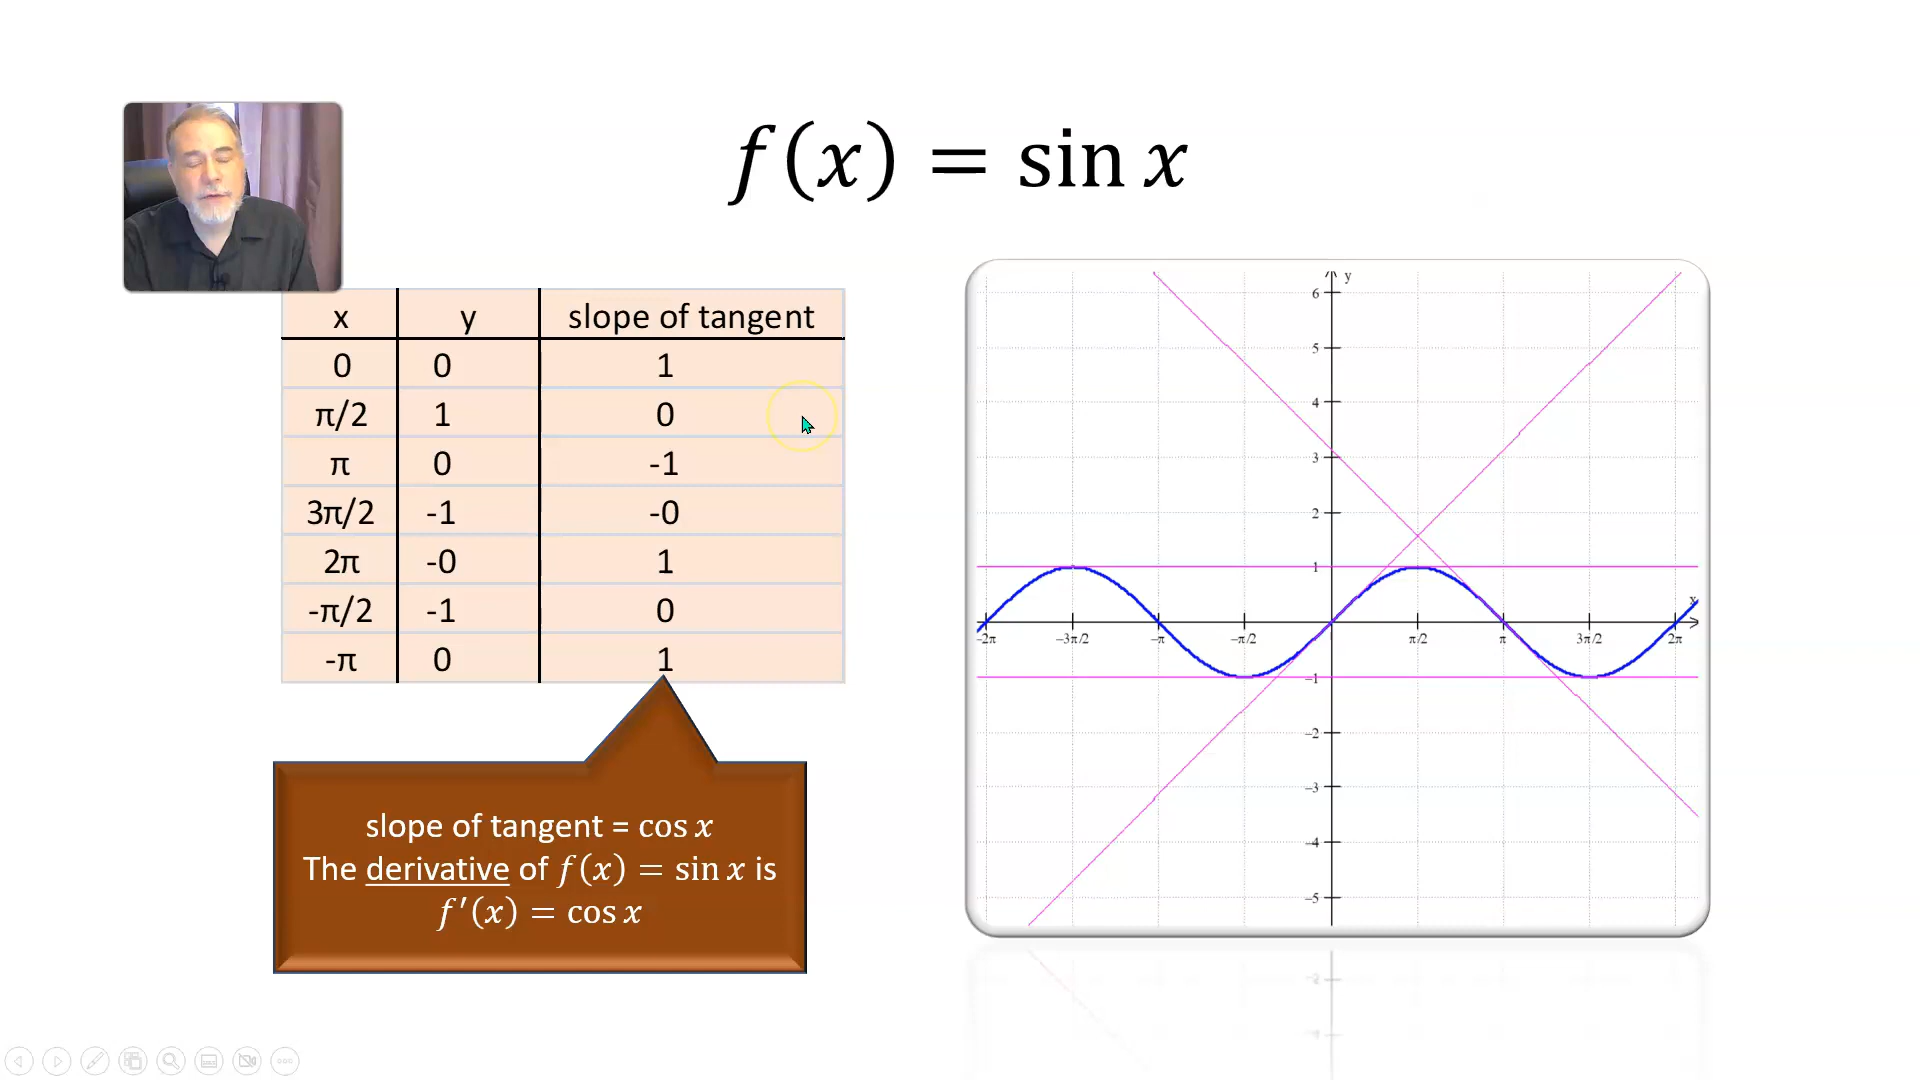 f(x) = sin x
x y slope of tangent
0 0 1
π/2 1 0
π 0 -1
3π/2 -1 -0
2π -0 1
-π/2 -1 0
-π 0 1
slope of tangent = cos x
The derivative of f(x) = sin x is
f′(x) = cos x
y
6
5
4
3
2
1
x
−2π −3π/2 −π −π/2 π/2 π 3π/2 2π
−1
−2
−3
−4
−5